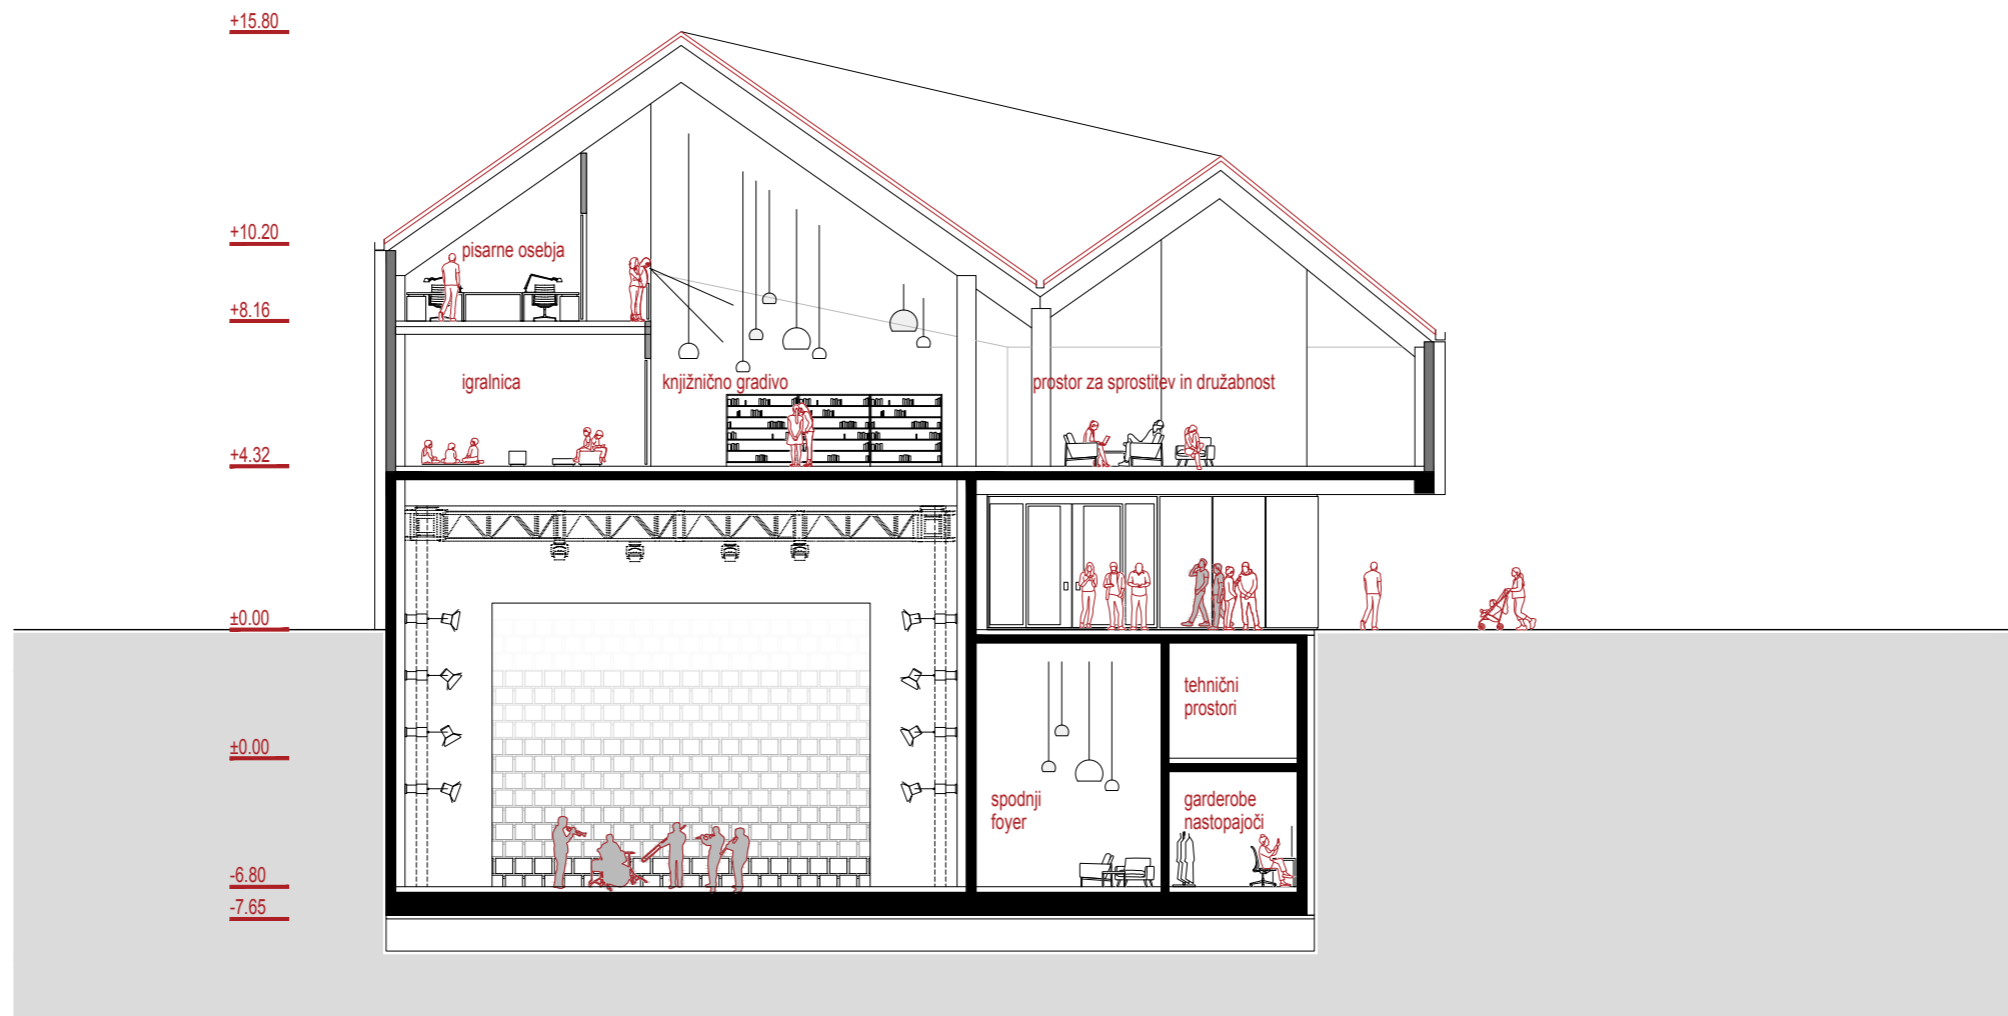 +15.80
+10.20
pisarne osebja
+8.16
igralnica
knjižnično gradivo
prostor za sprostitev in družabnost
+4.32
±0.00
tehnični
prostori
±0.00
spodnji
foyer
garderobe
nastopajoči
-6.80
-7.65